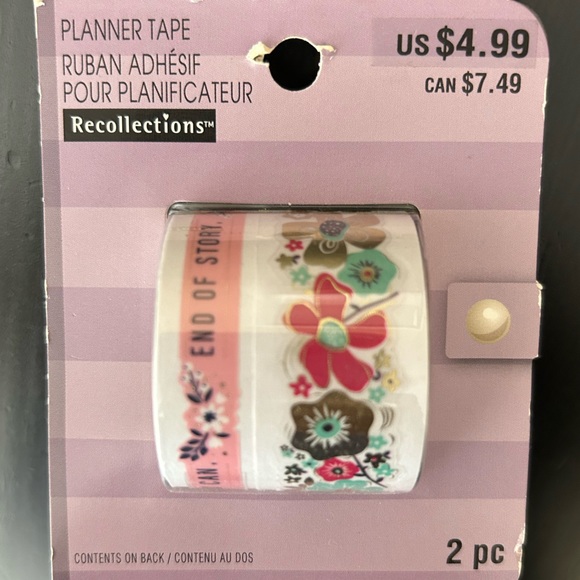 PLANNER TAPE
RUBAN ADHÉSIF
POUR PLANIFICATEUR
Recollections™
US $4.99
CAN $7.49
END OF STORY.
CAN.
CONTENTS ON BACK / CONTENU AU DOS
2 pc